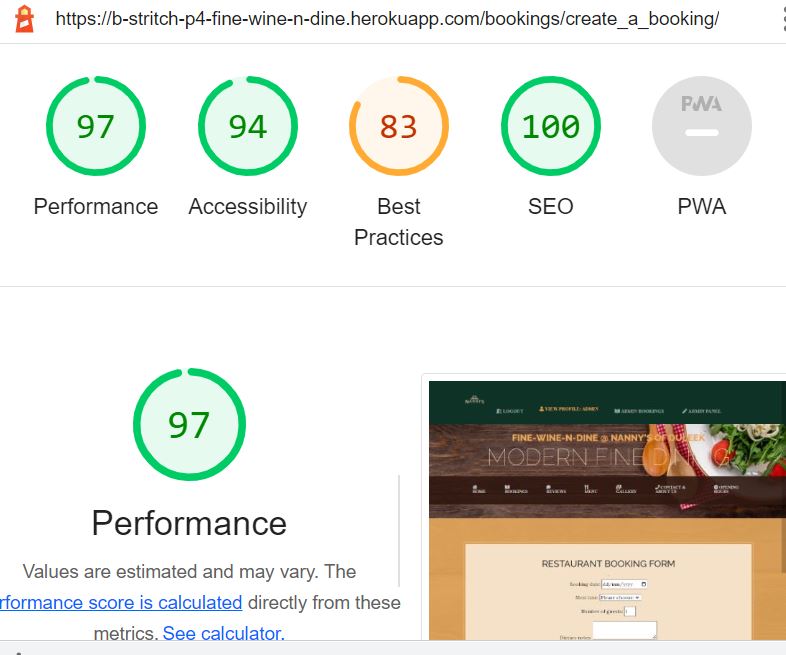 https://b-stritch-p4-fine-wine-n-dine.herokuapp.com/bookings/create_a_booking/
97
94
83
100
PWA
Performance
Accessibility
Best
Practices
SEO
PWA
97
Performance
Values are estimated and may vary. The
rformance score is calculated directly from these
metrics. See calculator.
NANNY'S
LOGOUT
VIEW PROFILE: ADMIN
ADMIN BOOKINGS
ADMIN PANEL
FINE-WINE-N-DINE @ NANNY'S OF DULEEK
MODERN FINE DINING
HOME
BOOKINGS
REVIEWS
MENU
GALLERY
CONTACT &
ABOUT US
OPENING
HOURS
RESTAURANT BOOKING FORM
Booking date: dd/mm/yyyy
Meal time: Please choose
Number of guests: 1
Dietary notes: